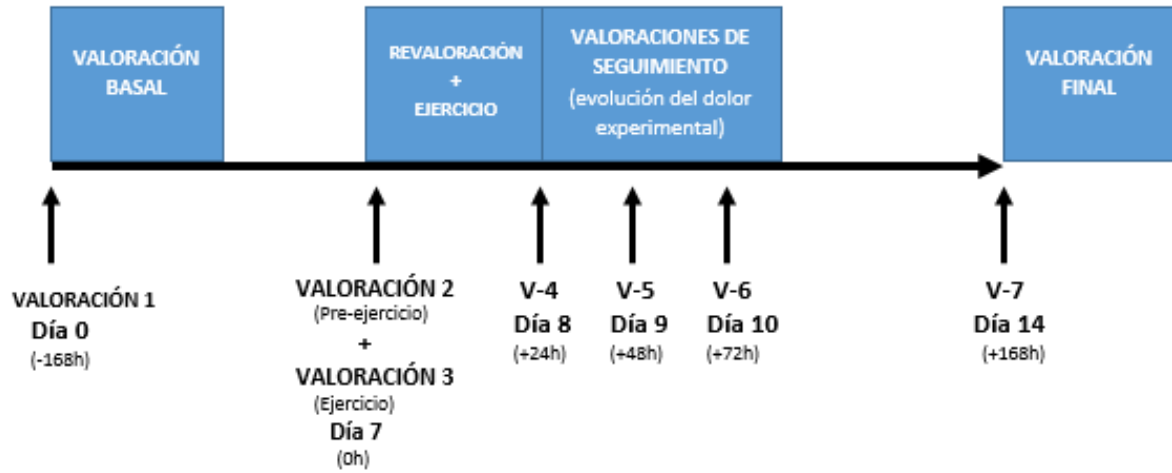 VALORACIÓN
BASAL
REVALORACIÓN
+
EJERCICIO
VALORACIONES DE
SEGUIMIENTO
(evolución del dolor
experimental)
VALORACIÓN
FINAL
VALORACIÓN 1
Día 0
(-168h)
VALORACIÓN 2
(Pre-ejercicio)
+
VALORACIÓN 3
(Ejercicio)
Día 7
(0h)
V-4
Día 8
(+24h)
V-5
Día 9
(+48h)
V-6
Día 10
(+72h)
V-7
Día 14
(+168h)